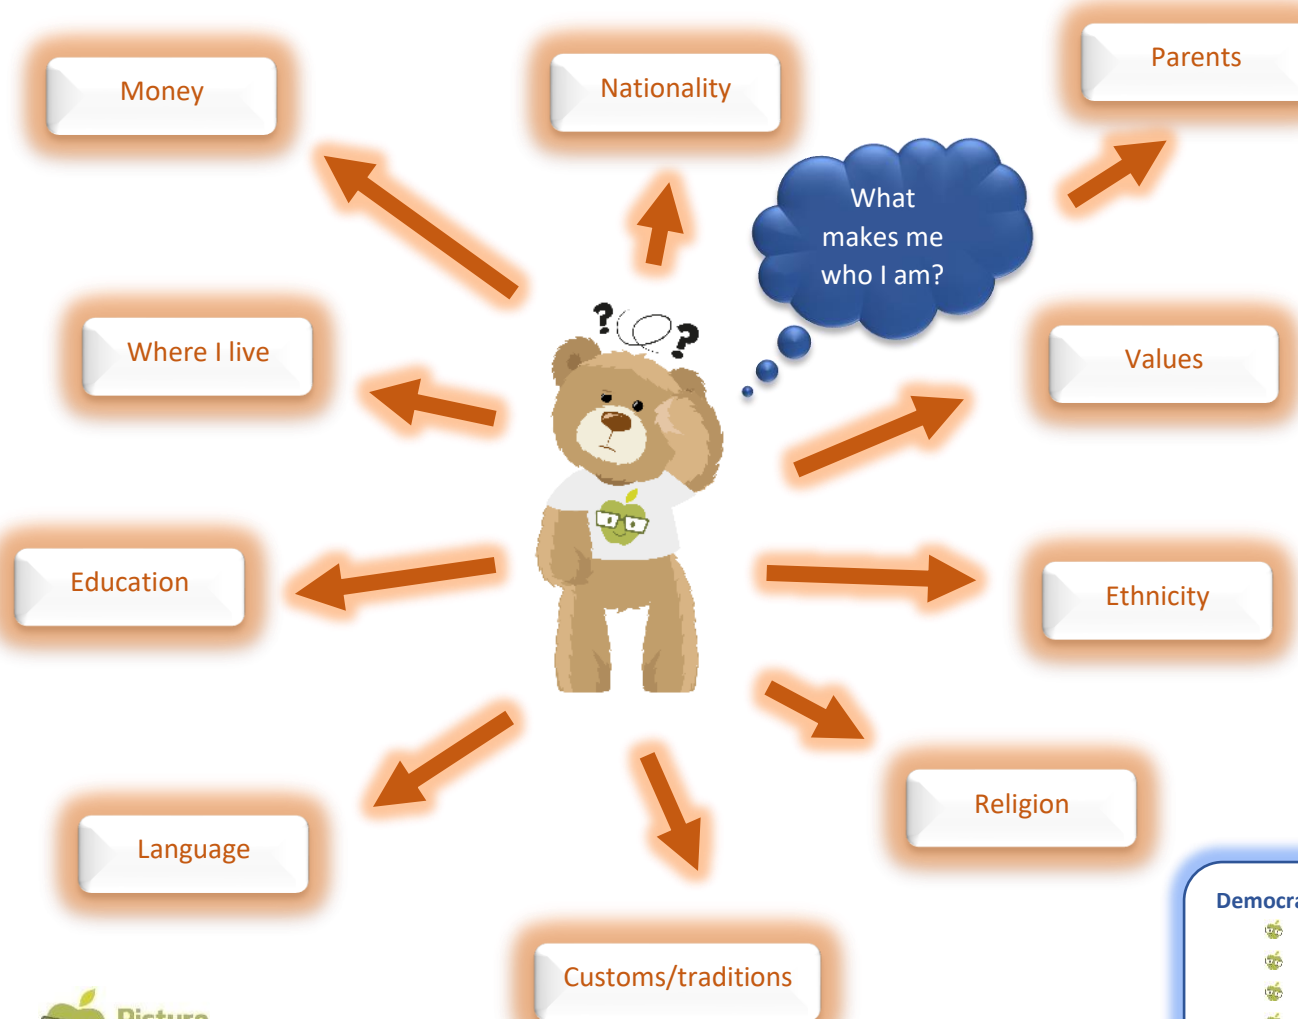 Parents
Money
Nationality
What
makes me
who I am?
Where I live
Values
Education
Ethnicity
Religion
Language
Customs/traditions